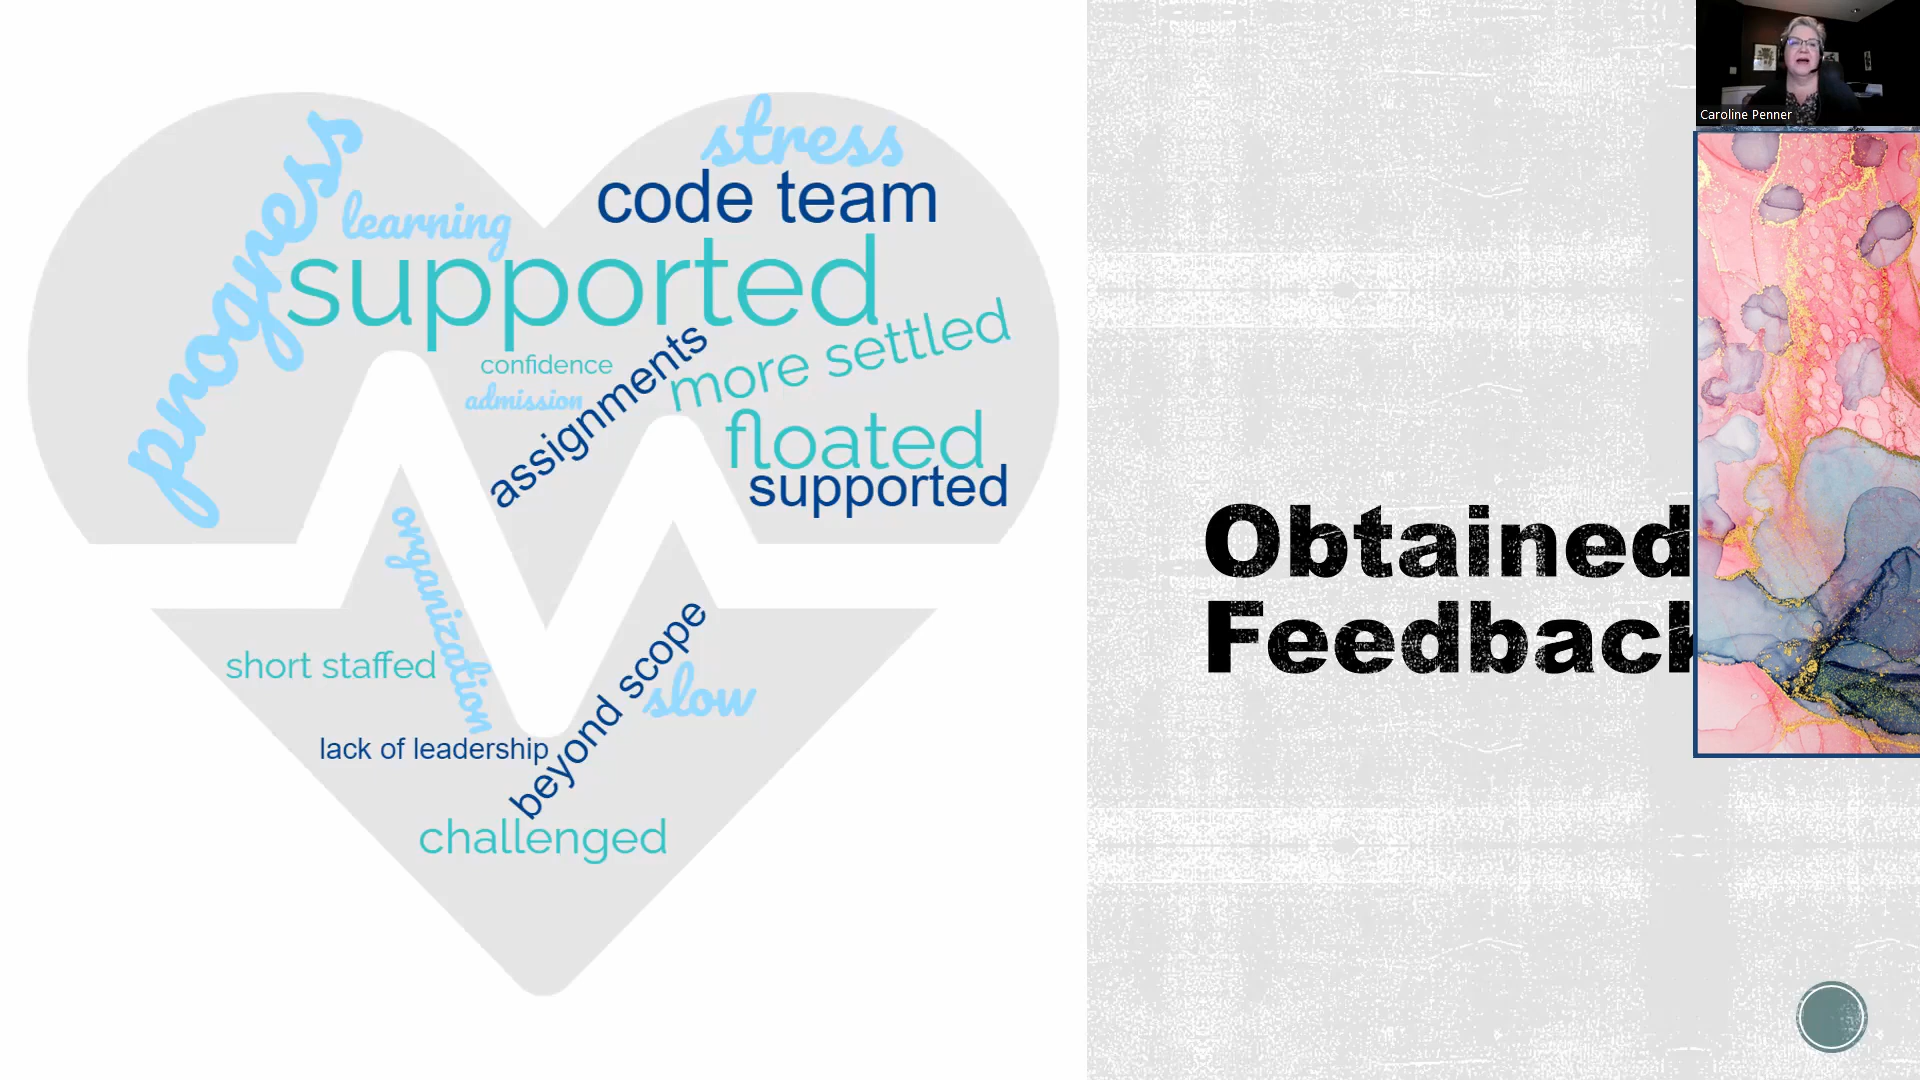 progress
learning
stress
code team
supported
confidence
admission
assignments
more settled
floated
supported
organization
short staffed
lack of leadership
beyond scope
slow
challenged
Obtained
Feedback
Caroline Penner